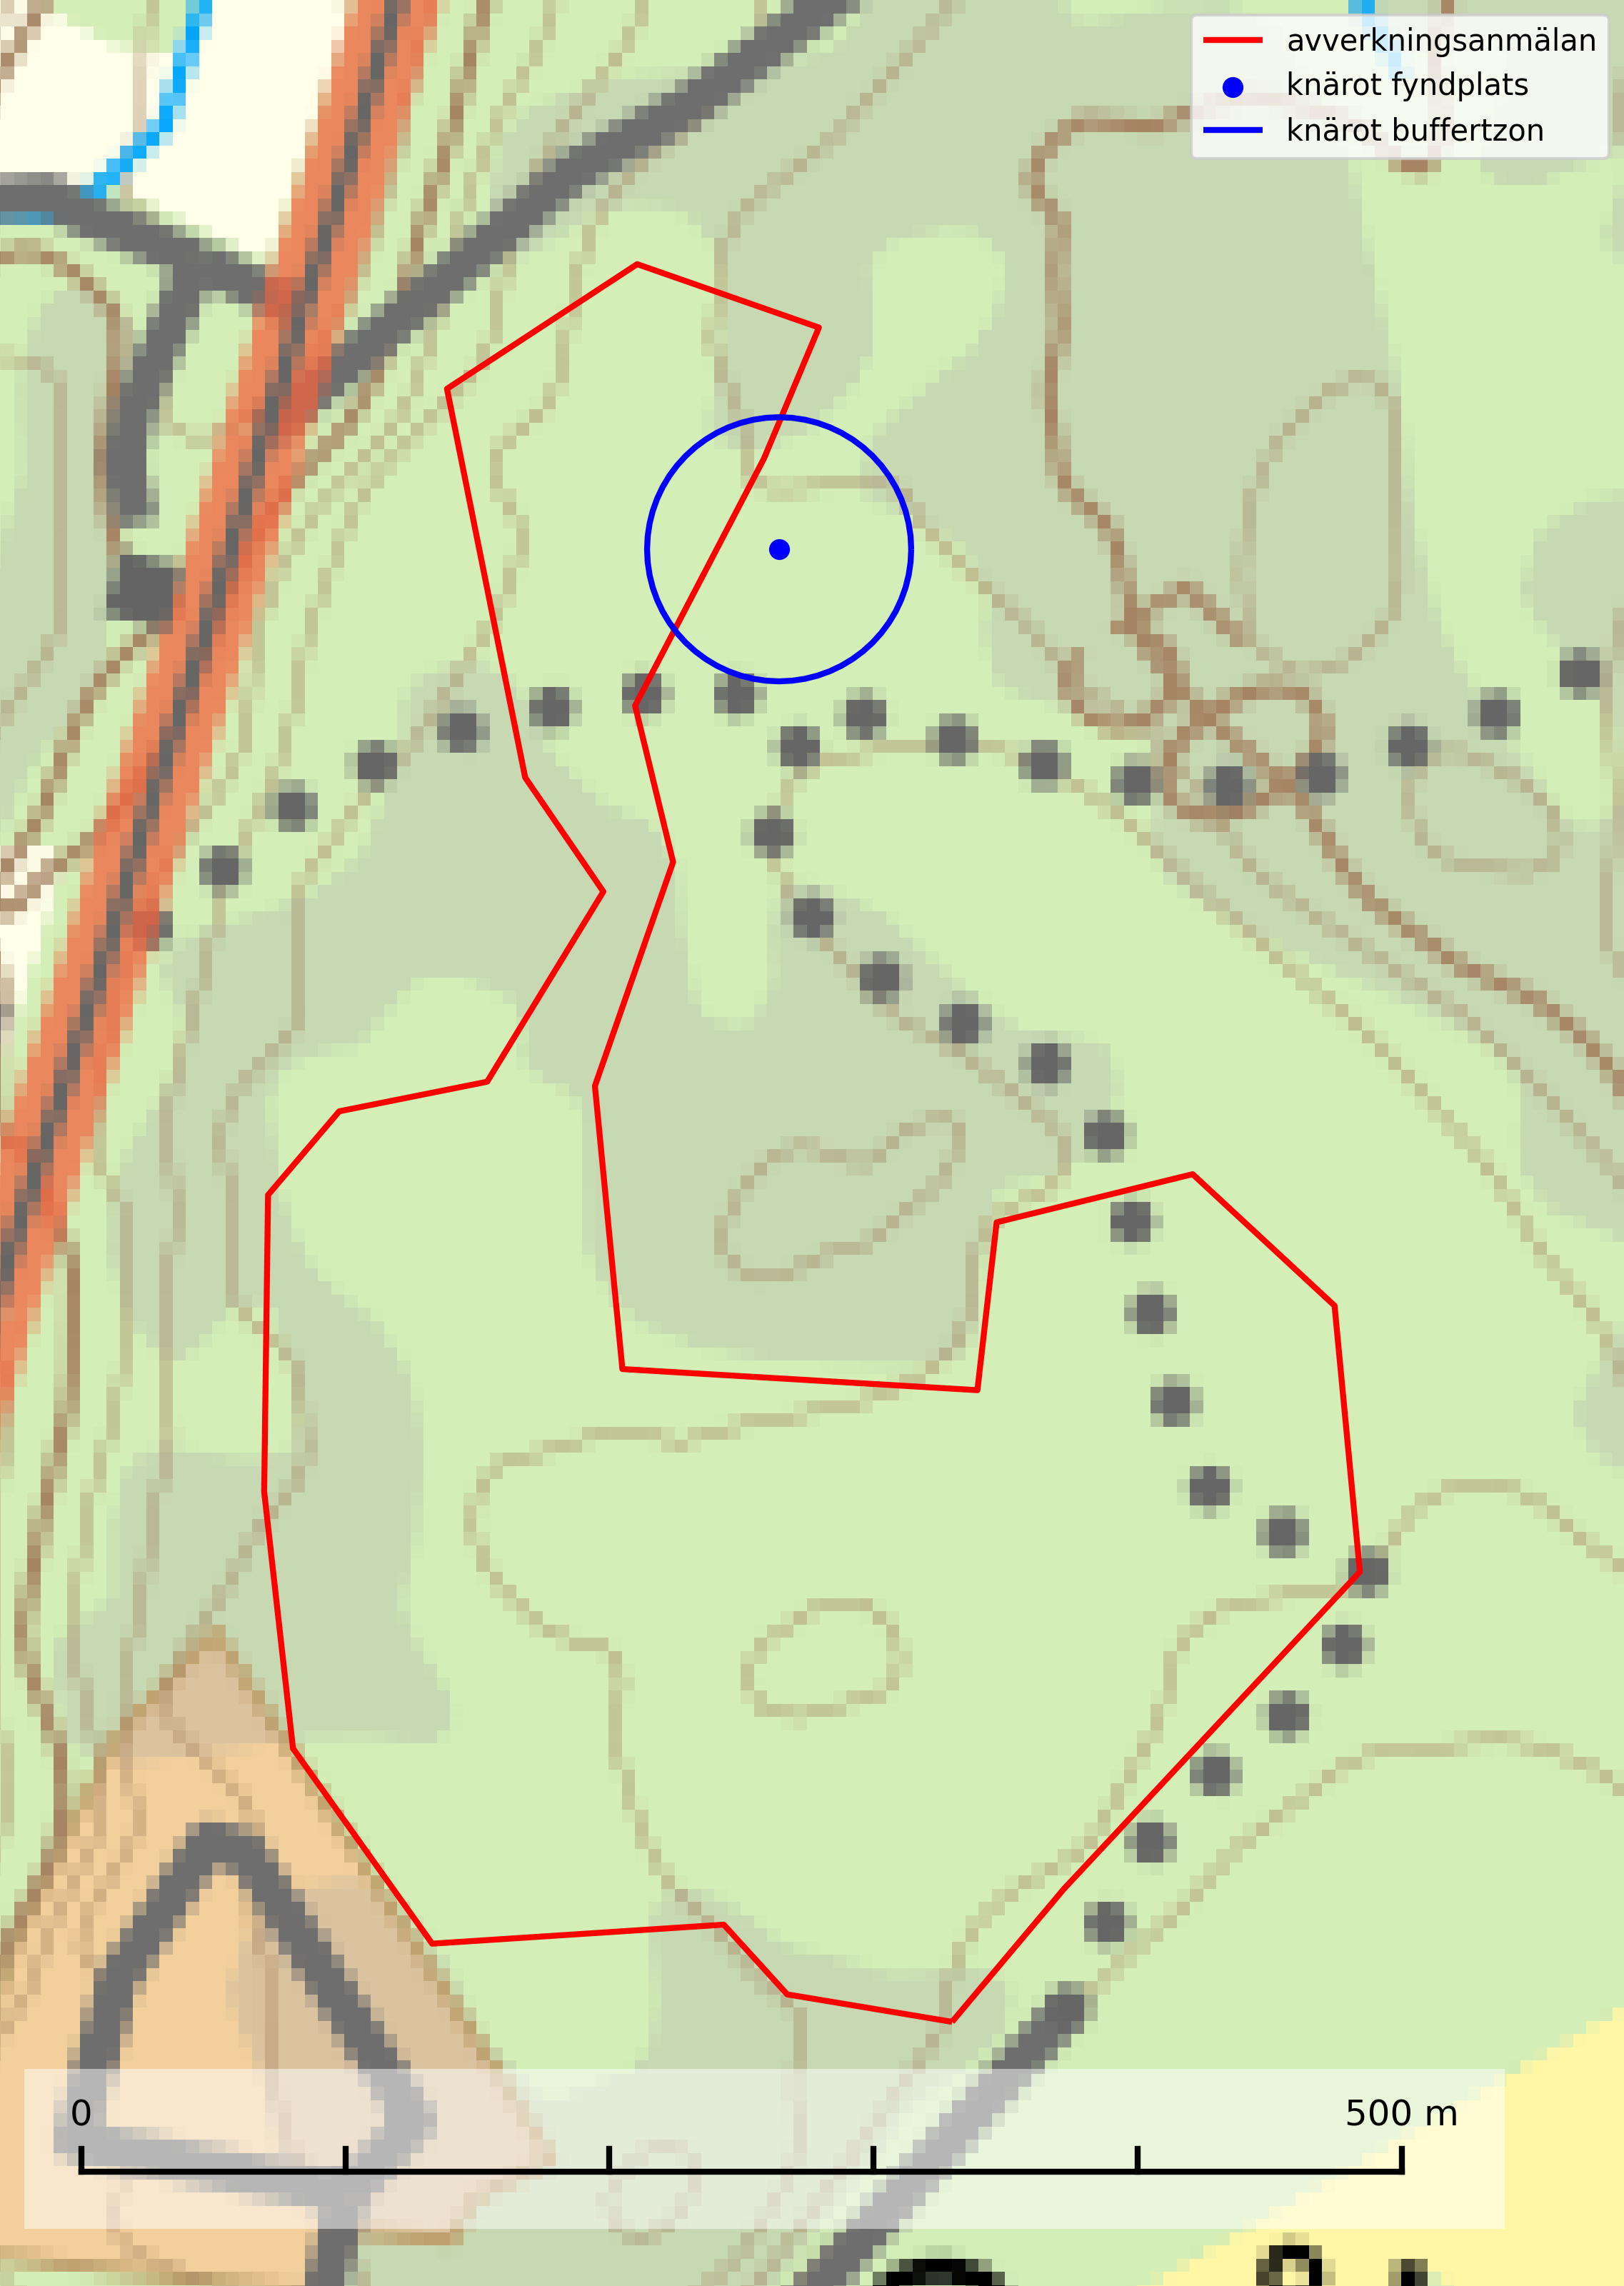 avverkningsanmälan
knärot fyndplats
knärot buffertzon
0 500 m